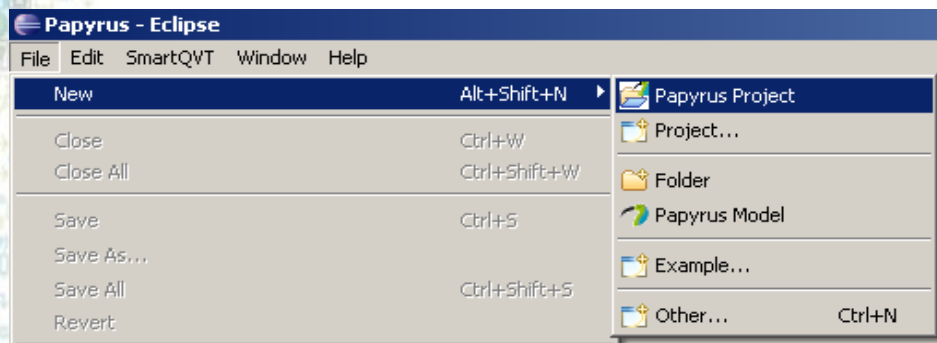 Papyrus - Eclipse
File Edit SmartQVT Window Help
New Alt+Shift+N
Close Ctrl+W
Close All Ctrl+Shift+W
Save Ctrl+S
Save As...
Save All Ctrl+Shift+S
Revert
Papyrus Project
Project...
Folder
Papyrus Model
Example...
Other... Ctrl+N